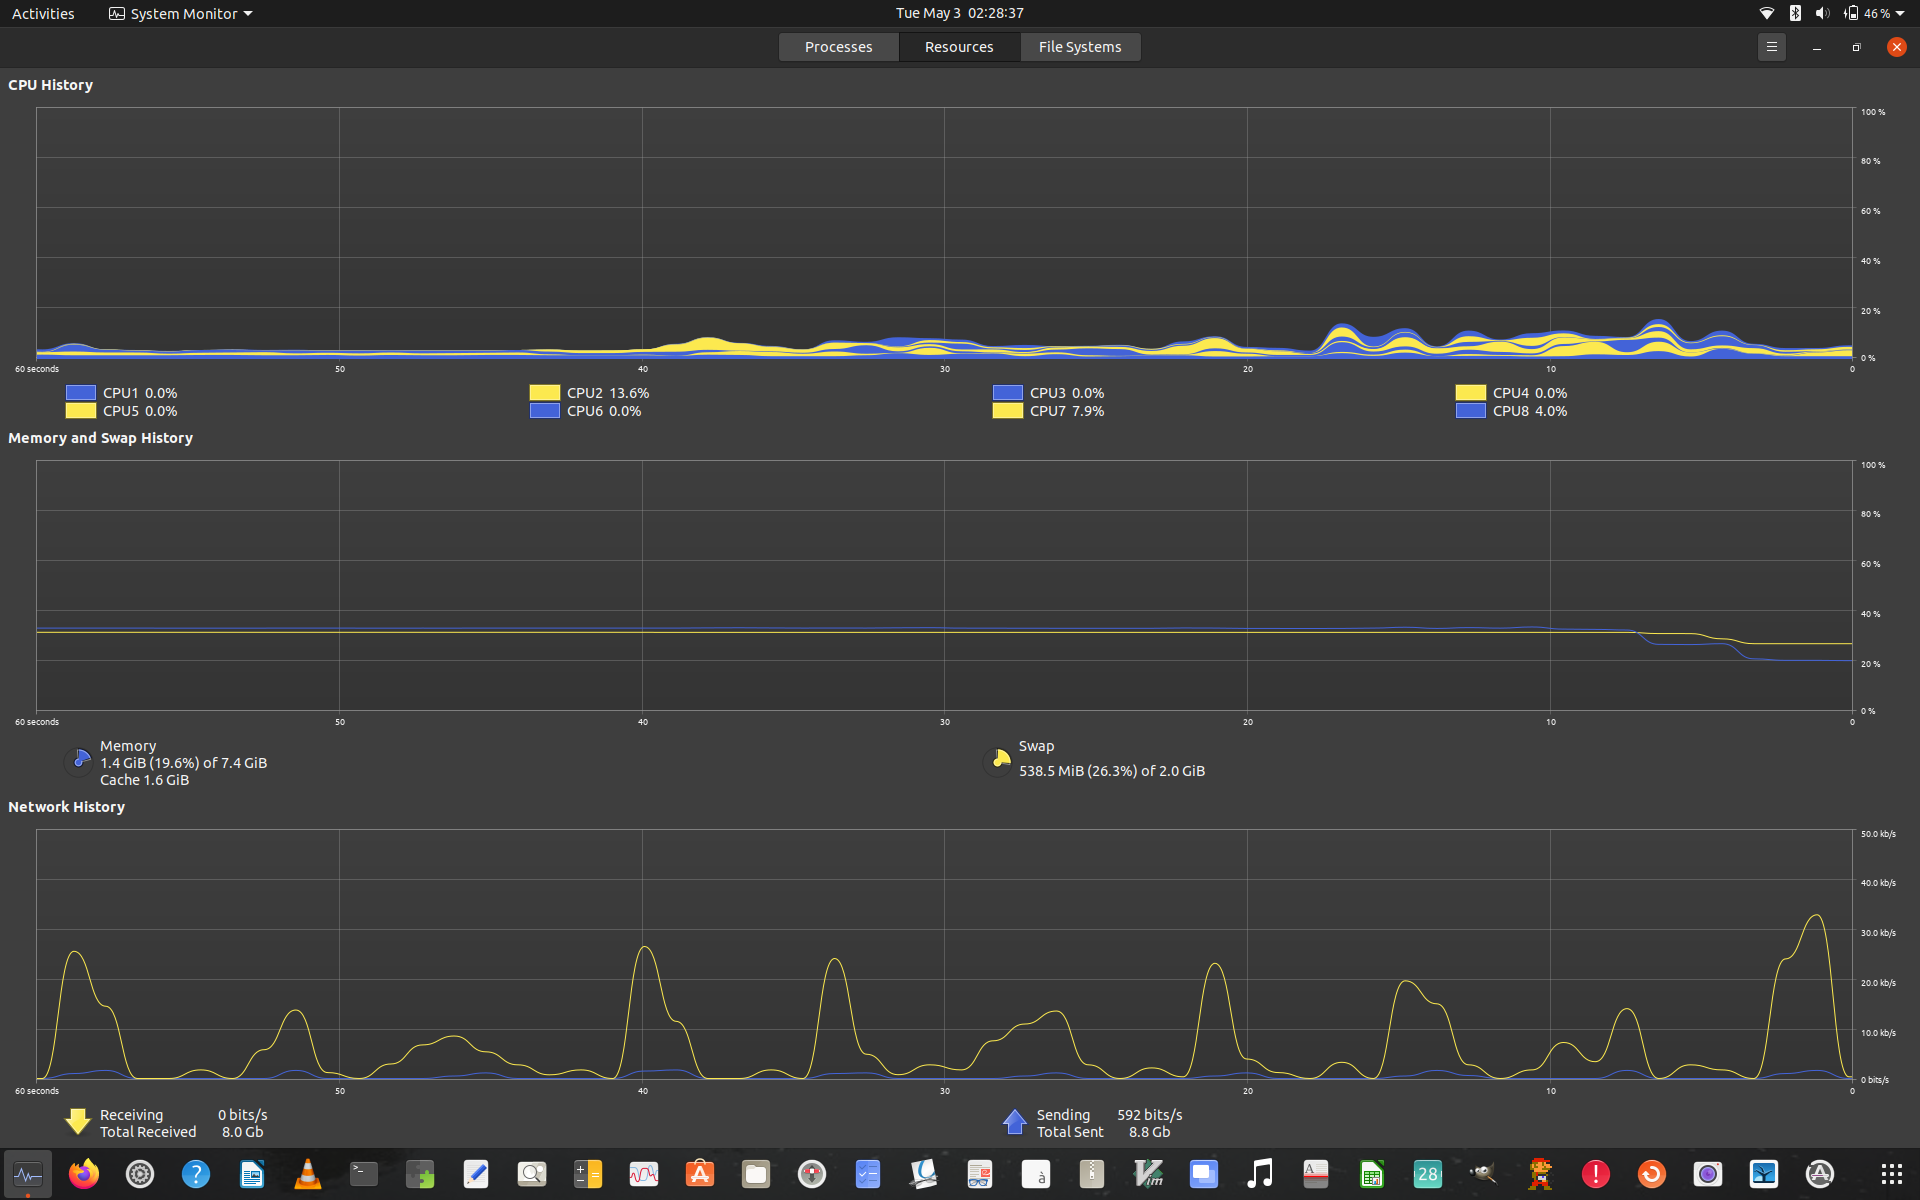 Activities System Monitor Tue May 3 02:28:37 46 %
Processes Resources File Systems
CPU History
100 %
80 %
60 %
40 %
20 %
0 %
60 seconds 50 40 30 20 10 0
CPU1 0.0% CPU2 13.6% CPU3 0.0% CPU4 0.0%
CPU5 0.0% CPU6 0.0% CPU7 7.9% CPU8 4.0%
Memory and Swap History
100 %
80 %
60 %
40 %
20 %
0 %
60 seconds 50 40 30 20 10 0
Memory
1.4 GiB (19.6%) of 7.4 GiB
Cache 1.6 GiB
Swap
538.5 MiB (26.3%) of 2.0 GiB
Network History
50.0 kb/s
40.0 kb/s
30.0 kb/s
20.0 kb/s
10.0 kb/s
0 bits/s
60 seconds 50 40 30 20 10 0
Receiving 0 bits/s
Total Received 8.0 Gb
Sending 592 bits/s
Total Sent 8.8 Gb
? >_ A à Vim A 28 !